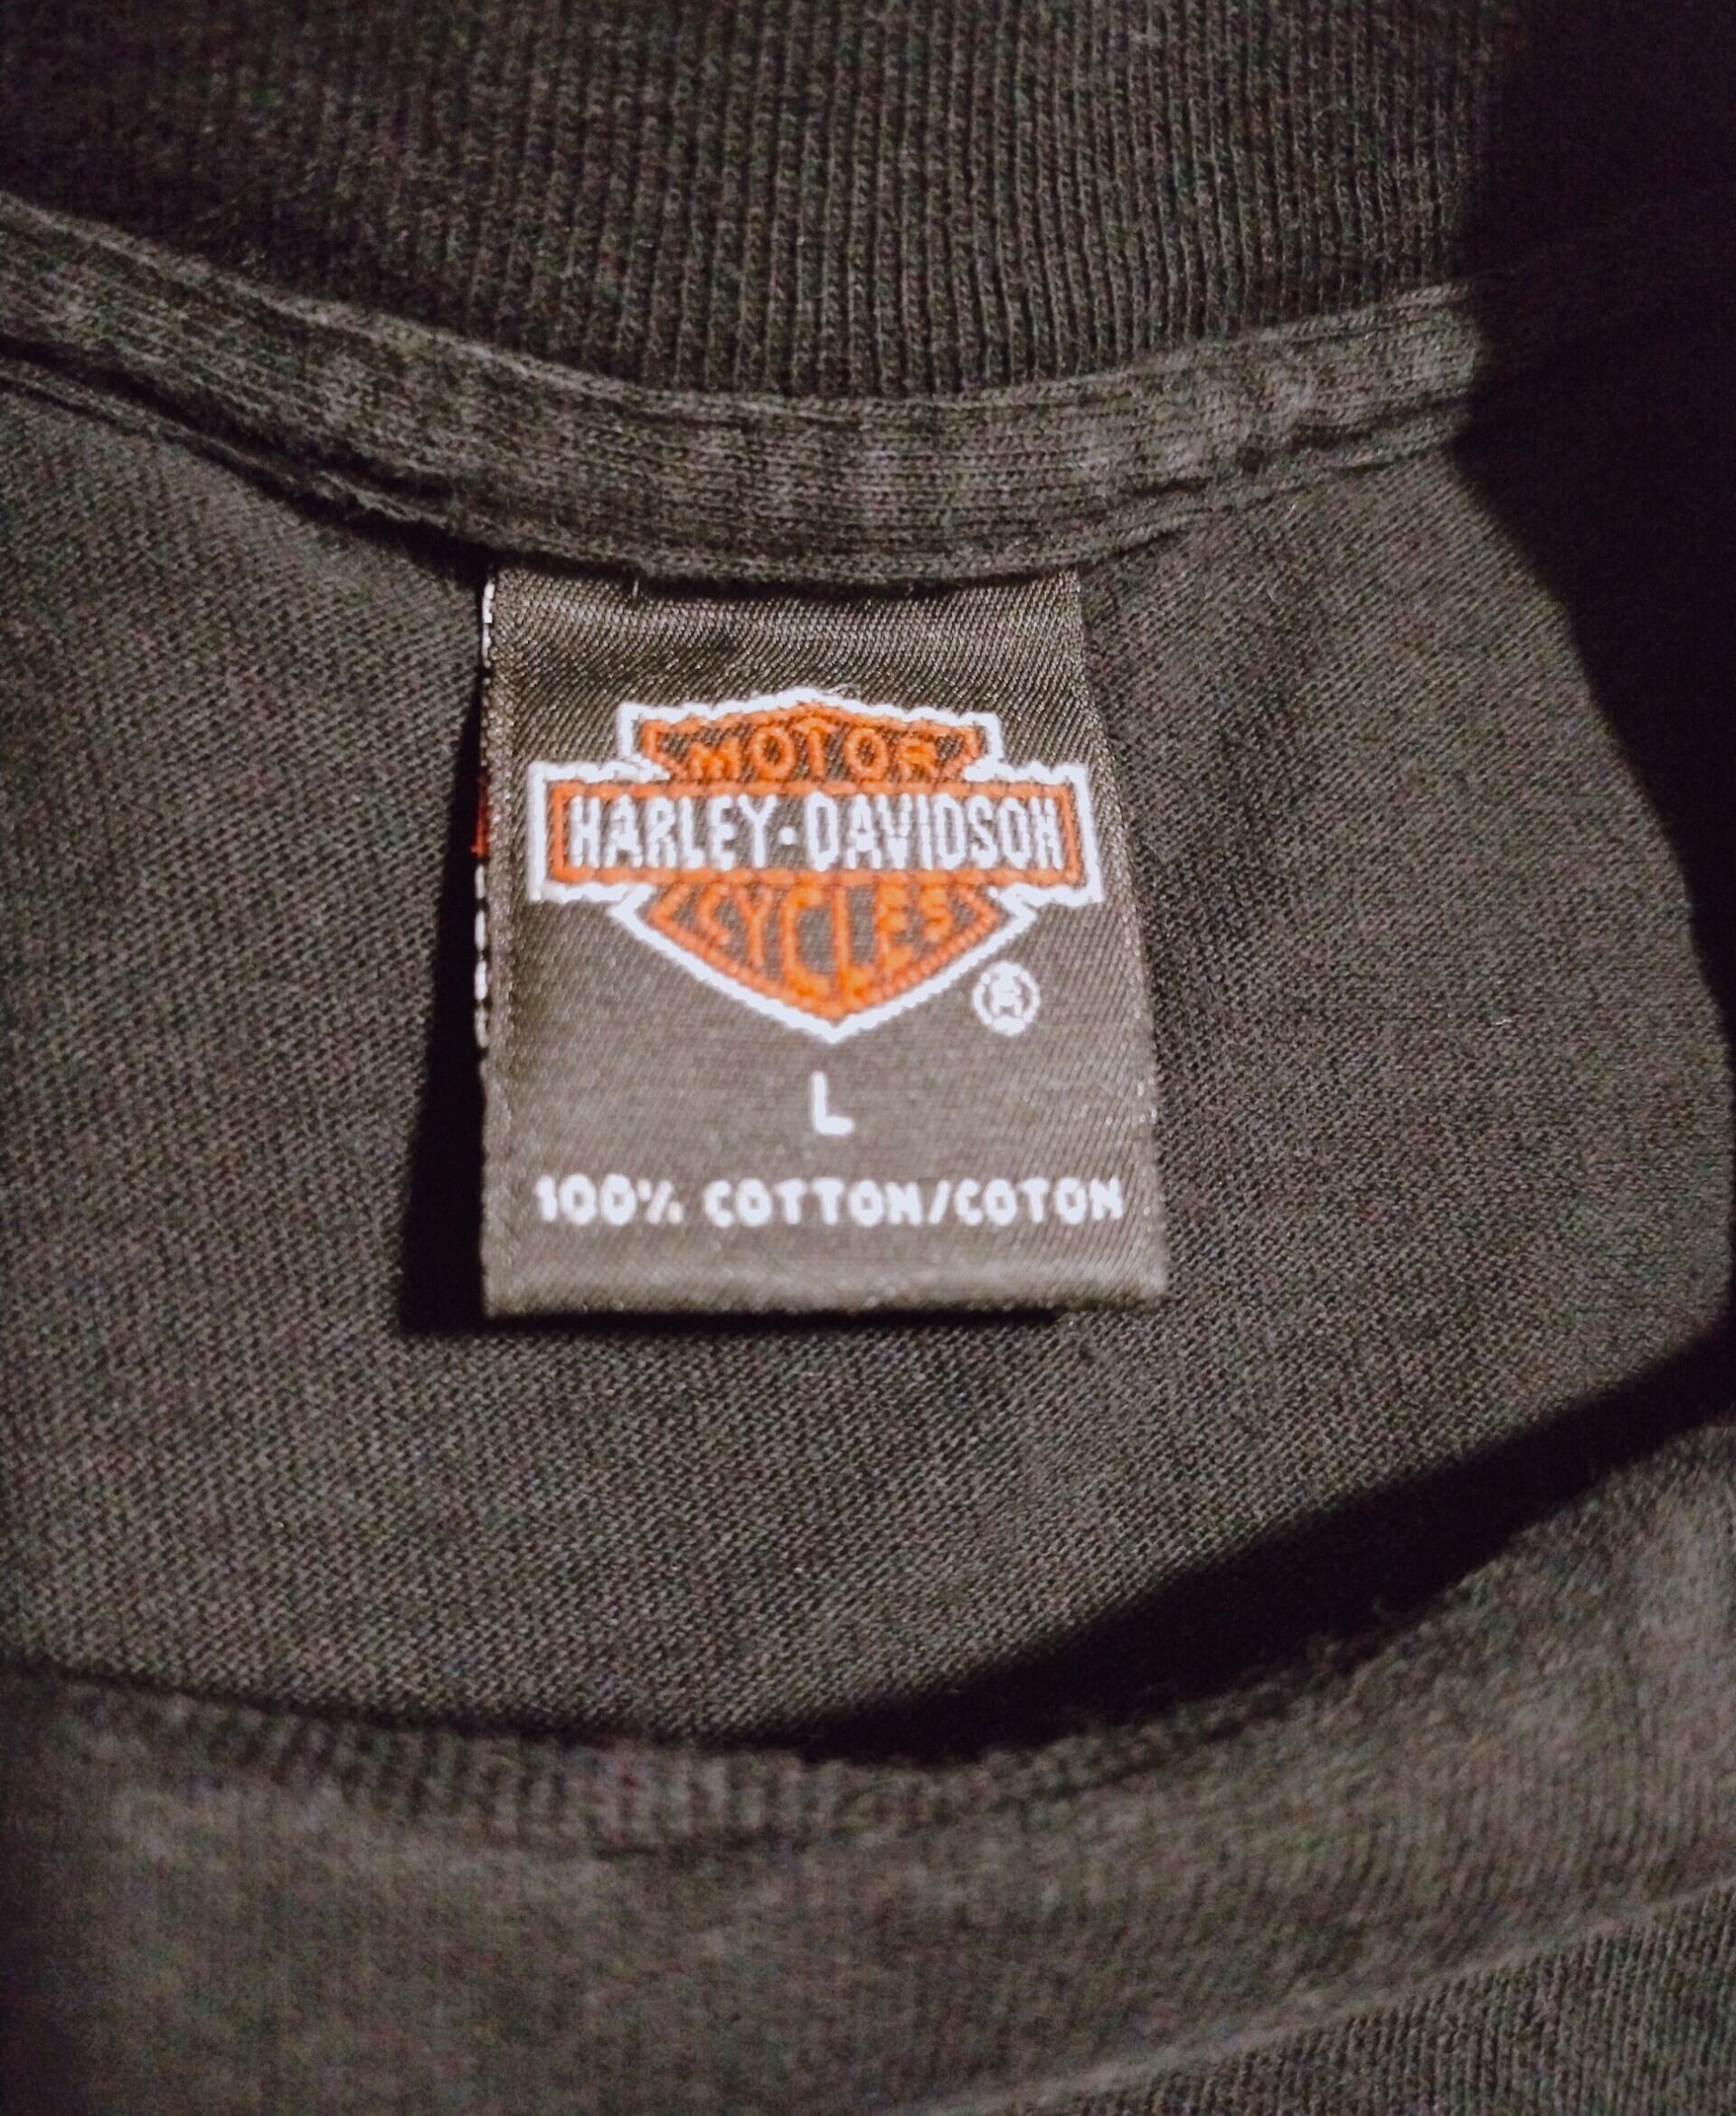 MOTOR
HARLEY-DAVIDSON
CYCLES
®
L
100% COTTON/COTON